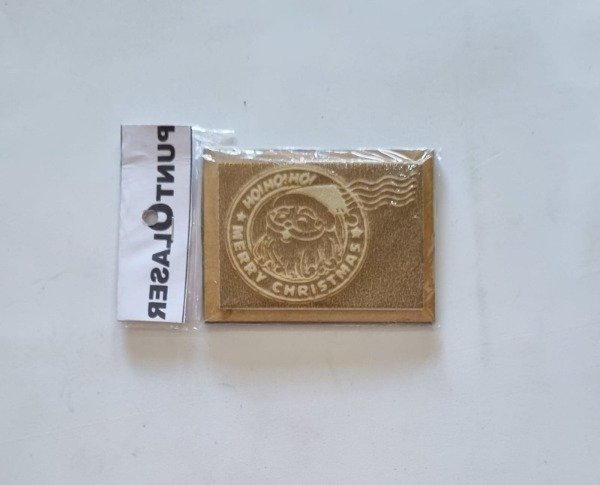 PUNTOLASER
HO! HO! HO!
★ MERRY CHRISTMAS ★